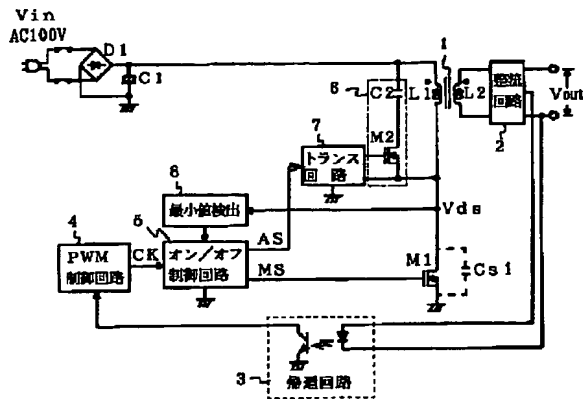 Vin
AC100V
D1
C1
1
6
C2
L1
L2
整流
回路
2
Vout
7
M2
トランス
回路
8
最小値検出
Vds
4
5
AS
PWM
制御回路
CK
オン/オフ
制御回路
MS
M1
Cs1
3
帰還回路